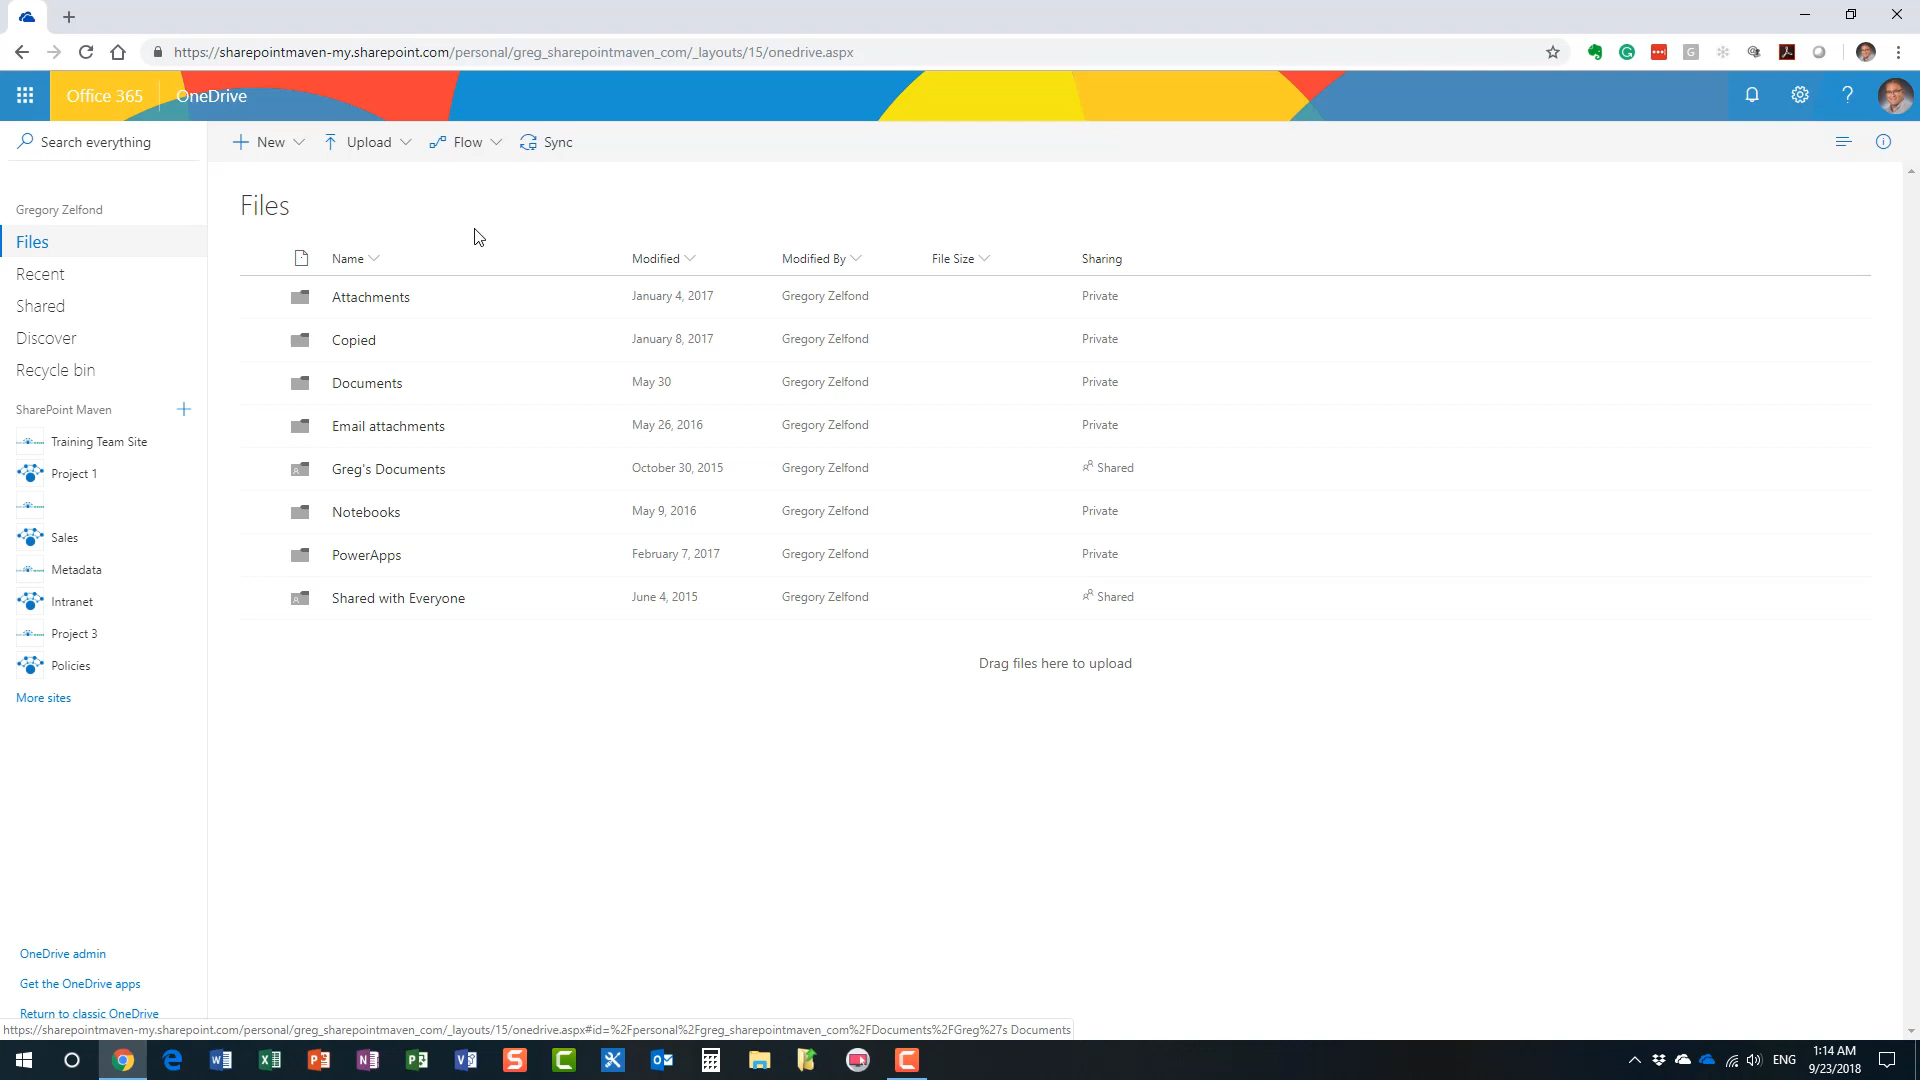 https://sharepointmaven-my.sharepoint.com/personal/greg_sharepointmaven_com/_layouts/15/onedrive.aspx
Office 365 OneDrive
Search everything
New Upload Flow Sync
Gregory Zelfond
Files
Recent
Shared
Discover
Recycle bin
SharePoint Maven
Training Team Site
Project 1
Sales
Metadata
Intranet
Project 3
Policies
More sites
OneDrive admin
Get the OneDrive apps
Return to classic OneDrive
Files
Name Modified Modified By File Size Sharing
Attachments January 4, 2017 Gregory Zelfond Private
Copied January 8, 2017 Gregory Zelfond Private
Documents May 30 Gregory Zelfond Private
Email attachments May 26, 2016 Gregory Zelfond Private
Greg's Documents October 30, 2015 Gregory Zelfond Shared
Notebooks May 9, 2016 Gregory Zelfond Private
PowerApps February 7, 2017 Gregory Zelfond Private
Shared with Everyone June 4, 2015 Gregory Zelfond Shared
Drag files here to upload
https://sharepointmaven-my.sharepoint.com/personal/greg_sharepointmaven_com/_layouts/15/onedrive.aspx#id=%2Fpersonal%2Fgreg_sharepointmaven_com%2FDocuments%2FGreg%27s Documents
ENG
1:14 AM
9/23/2018